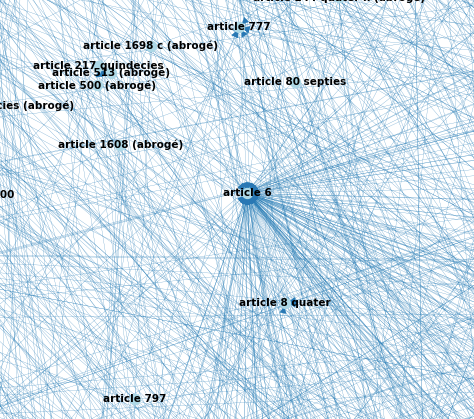 article 777
article 1698 c (abrogé)
article 217 quindecies
article 513 (abrogé)
article 80 septies
article 500 (abrogé)
cies (abrogé)
article 1608 (abrogé)
article 6
00
article 8 quater
article 797